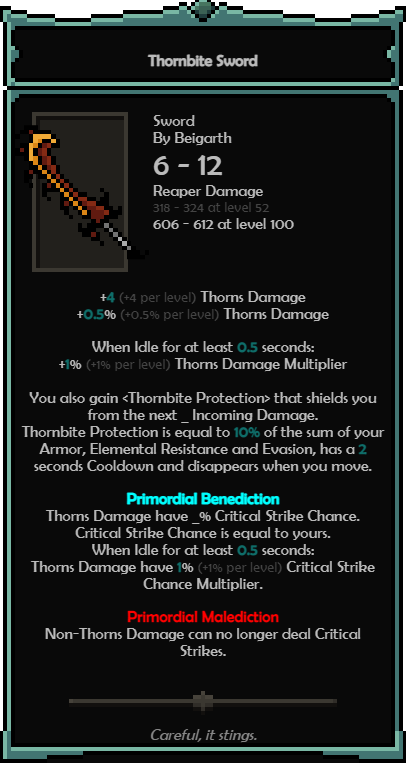 Thornbite Sword
Sword
By Beigarth
6 - 12
Reaper Damage
318 - 324 at level 52
606 - 612 at level 100
+4 (+4 per level) Thorns Damage
+0.5% (+0.5% per level) Thorns Damage
When Idle for at least 0.5 seconds:
+1% (+1% per level) Thorns Damage Multiplier
You also gain <Thornbite Protection> that shields you
from the next _ Incoming Damage.
Thornbite Protection is equal to 10% of the sum of your
Armor, Elemental Resistance and Evasion, has a 2
seconds Cooldown and disappears when you move.
Primordial Benediction
Thorns Damage have _% Critical Strike Chance.
Critical Strike Chance is equal to yours.
When Idle for at least 0.5 seconds:
Thorns Damage have 1% (+1% per level) Critical Strike
Chance Multiplier.
Primordial Malediction
Non-Thorns Damage can no longer deal Critical
Strikes.
Careful, it stings.